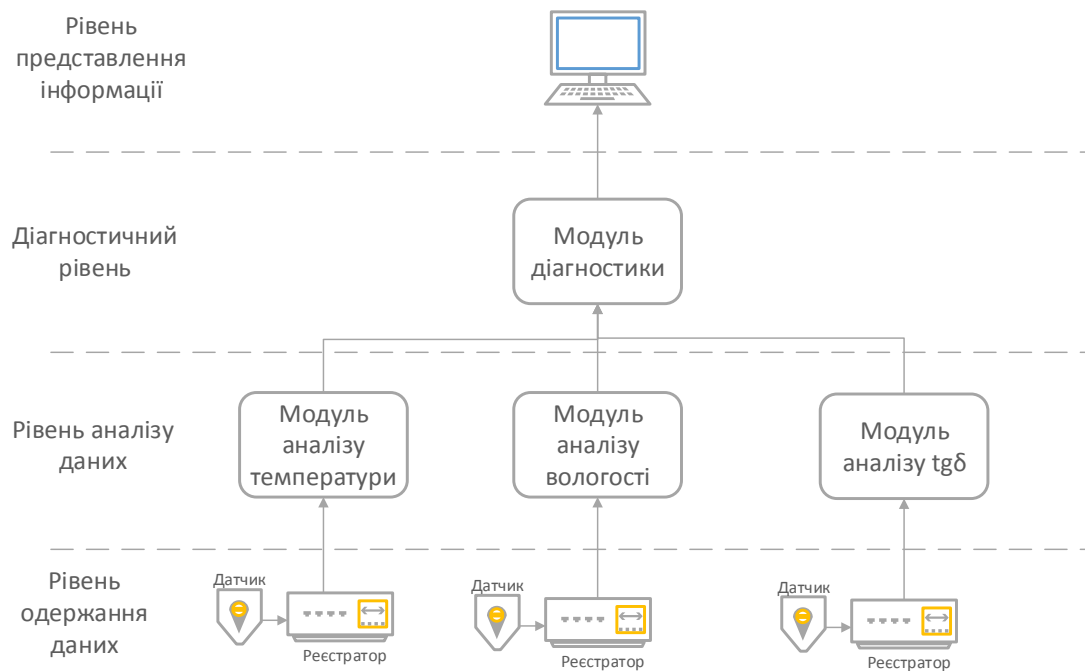 Рівень
представлення
інформації
Діагностичний
рівень
Модуль
діагностики
Рівень аналізу
даних
Модуль
аналізу
температури
Модуль
аналізу
вологості
Модуль
аналізу tgδ
Рівень
одержання
даних
Датчик
Реєстратор
Датчик
Реєстратор
Датчик
Реєстратор